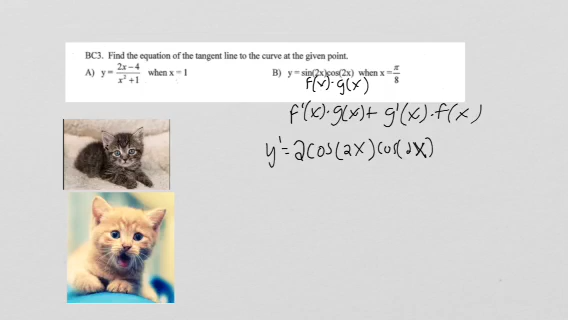 BC3. Find the equation of the tangent line to the curve at the given point.
A) y = (2x - 4)/(x² + 1) when x = 1
B) y = sin(2x)cos(2x) when x = π/8
f(x)·g(x)
f'(x)·g(x) + g'(x)·f(x)
y' = 2cos(2x)cos(2x)